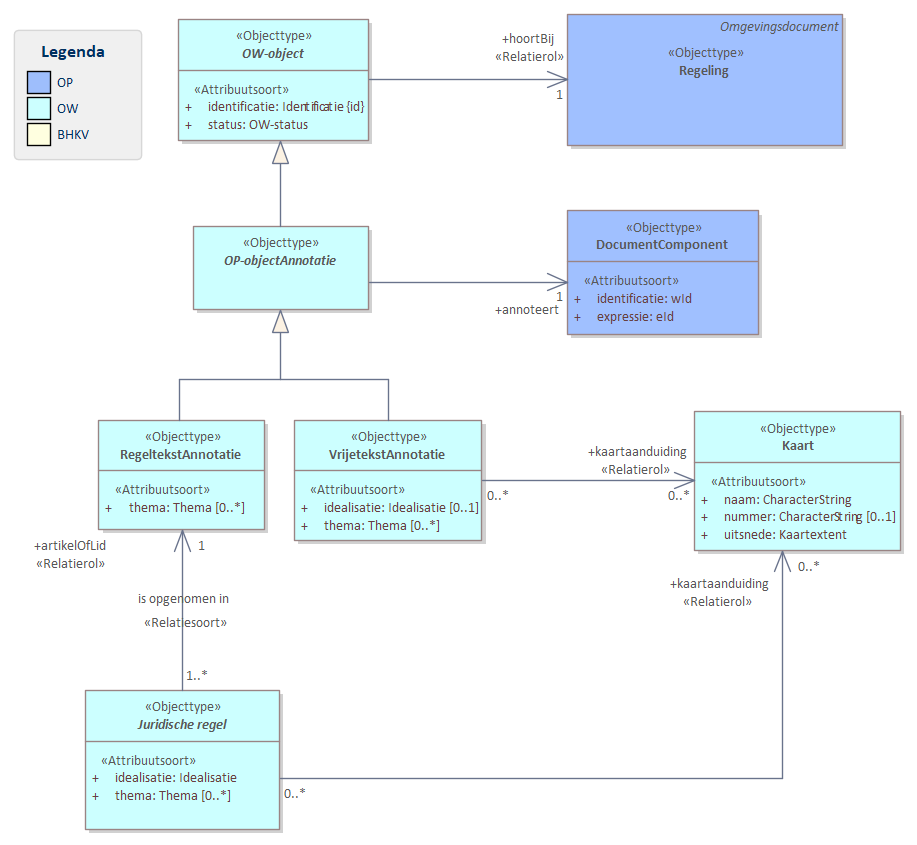 Legenda
OP
OW
BHKV
«Objecttype»
OW-object
«Attribuutsoort»
+ identificatie: Identificatie {id}
+ status: OW-status
+hoortBij
«Relatierol»
1
Omgevingsdocument
«Objecttype»
Regeling
«Objecttype»
OP-objectAnnotatie
1
+annoteert
«Objecttype»
DocumentComponent
«Attribuutsoort»
+ identificatie: wId
+ expressie: eId
«Objecttype»
RegeltekstAnnotatie
«Attribuutsoort»
+ thema: Thema [0..*]
«Objecttype»
VrijetekstAnnotatie
«Attribuutsoort»
+ idealisatie: Idealisatie [0..1]
+ thema: Thema [0..*]
+kaartaanduiding
«Relatierol»
0..*
0..*
«Objecttype»
Kaart
«Attribuutsoort»
+ naam: CharacterString
+ nummer: CharacterString [0..1]
+ uitsnede: Kaartextent
+artikelOfLid
«Relatierol»
1
is opgenomen in
«Relatiesoort»
1..*
0..*
+kaartaanduiding
«Relatierol»
«Objecttype»
Juridische regel
«Attribuutsoort»
+ idealisatie: Idealisatie
+ thema: Thema [0..*]
0..*